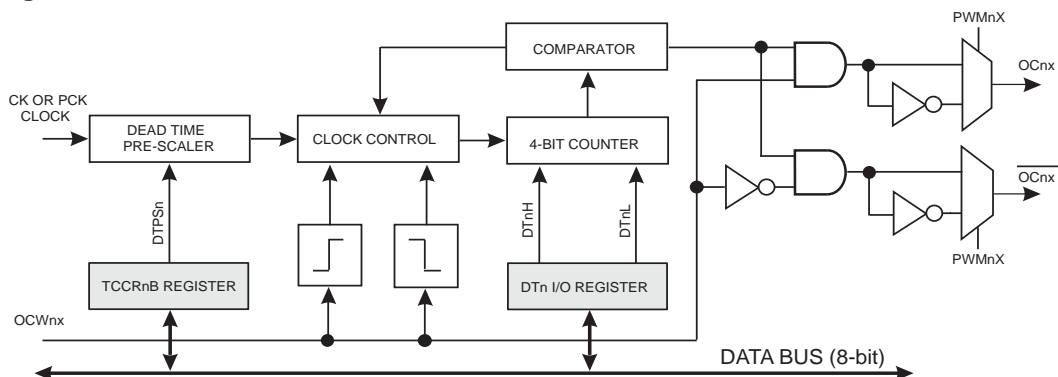 PWMnX
COMPARATOR
OCnx
CK OR PCK
CLOCK
DEAD TIME
PRE-SCALER
CLOCK CONTROL
4-BIT COUNTER
OCnx
DTPSn
DTnH
DTnL
PWMnX
TCCRnB REGISTER
DTn I/O REGISTER
OCWnx
DATA BUS (8-bit)